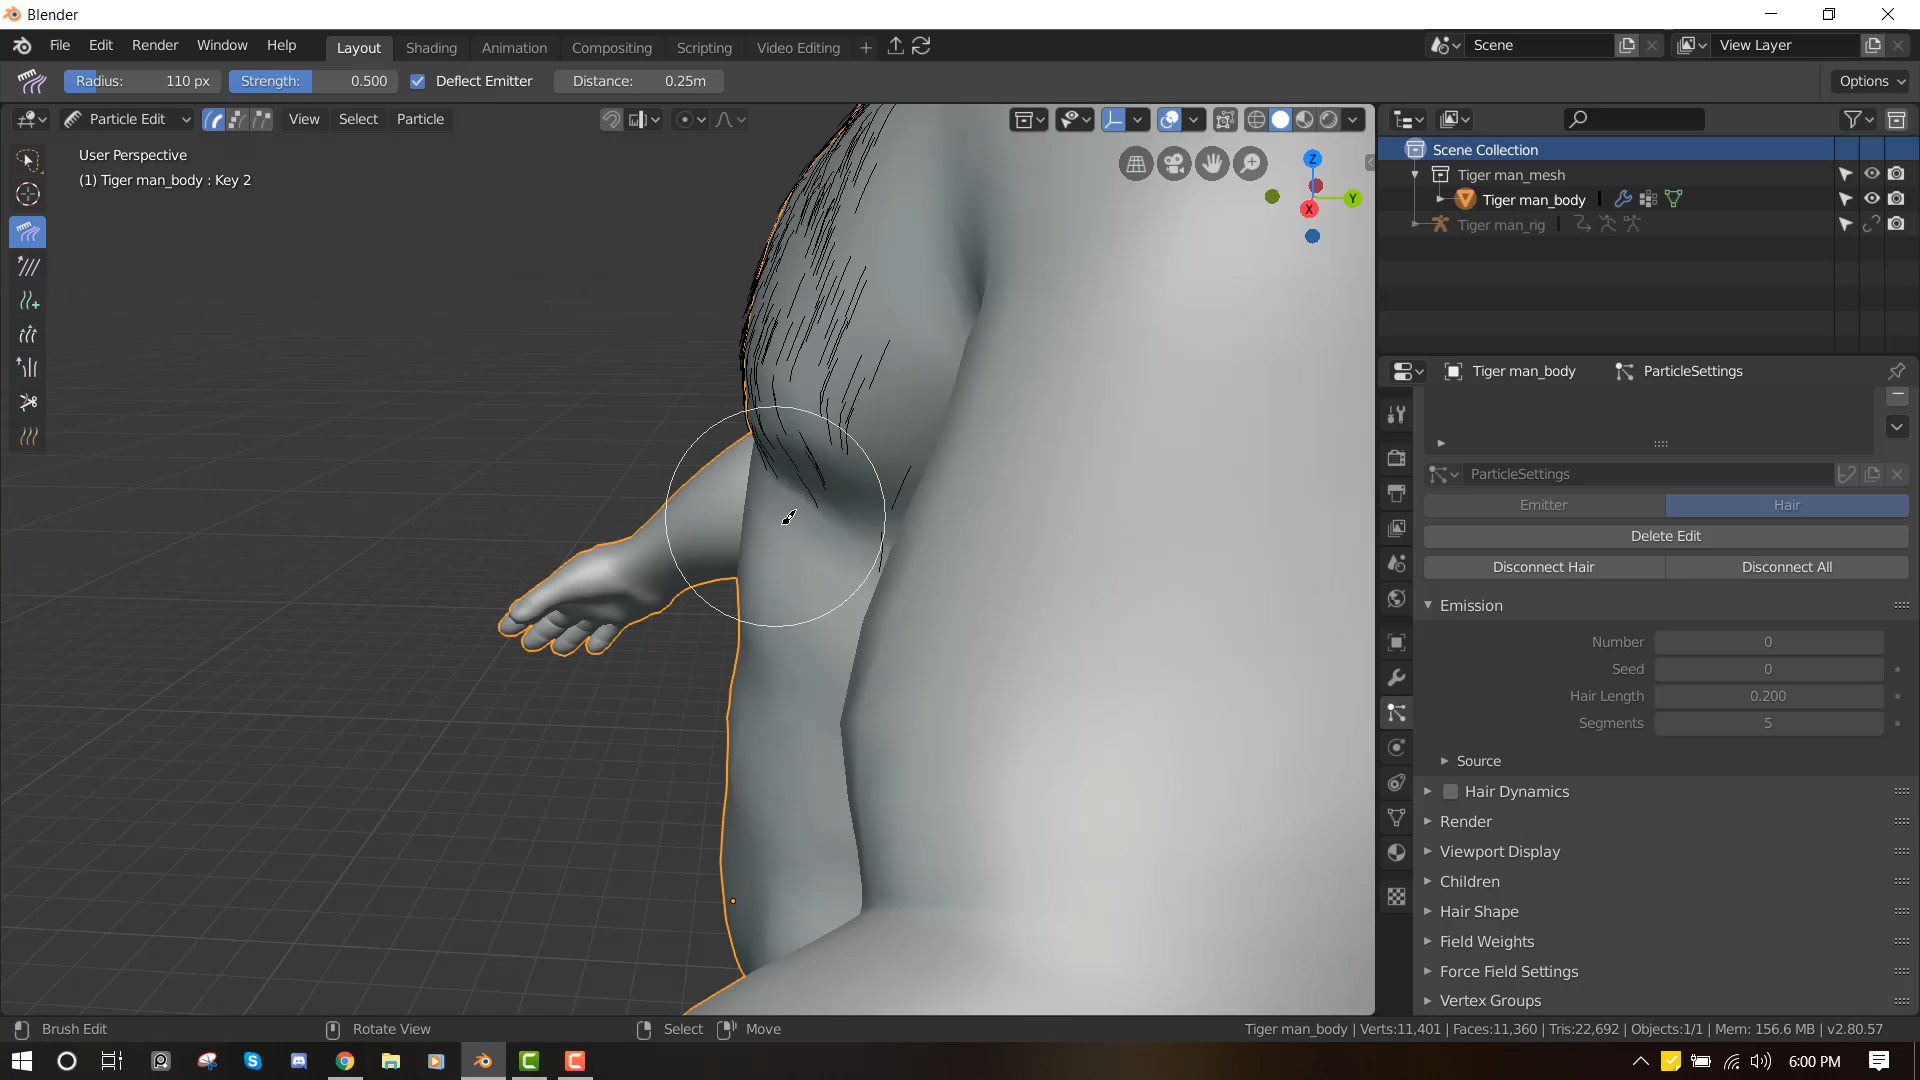 Blender
File Edit Render Window Help Layout Shading Animation Compositing Scripting Video Editing + Scene View Layer
Radius: 110 px Strength: 0.500 Deflect Emitter Distance: 0.25m Options
Particle Edit View Select Particle
User Perspective
(1) Tiger man_body : Key 2
Z
Y
X
Scene Collection
Tiger man_mesh
Tiger man_body
Tiger man_rig
Tiger man_body ParticleSettings
ParticleSettings
Emitter Hair
Delete Edit
Disconnect Hair Disconnect All
Emission
Number 0
Seed 0
Hair Length 0.200
Segments 5
Source
Hair Dynamics
Render
Viewport Display
Children
Hair Shape
Field Weights
Force Field Settings
Vertex Groups
Brush Edit Rotate View Select Move Tiger man_body | Verts:11,401 | Faces:11,360 | Tris:22,692 | Objects:1/1 | Mem: 156.6 MB | v2.80.57
6:00 PM